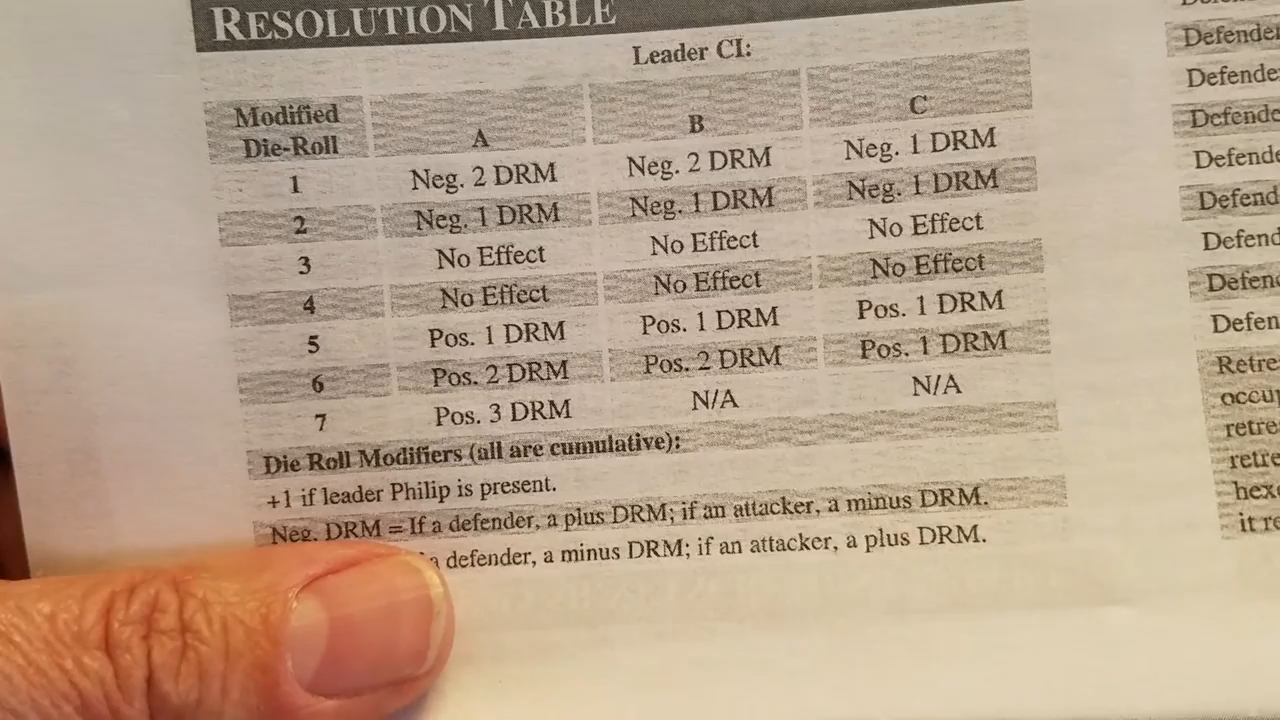 RESOLUTION TABLE
Leader CI:
Modified
Die-Roll A B C
1 Neg. 2 DRM Neg. 2 DRM Neg. 1 DRM
2 Neg. 1 DRM Neg. 1 DRM Neg. 1 DRM
3 No Effect No Effect No Effect
4 No Effect No Effect No Effect
5 Pos. 1 DRM Pos. 1 DRM Pos. 1 DRM
6 Pos. 2 DRM Pos. 2 DRM Pos. 1 DRM
7 Pos. 3 DRM N/A N/A
Die Roll Modifiers (all are cumulative):
+1 if leader Philip is present.
Neg. DRM = If a defender, a plus DRM; if an attacker, a minus DRM.
a defender, a minus DRM; if an attacker, a plus DRM.
Defender
Defende
Defende
Defende
Defend
Defend
Defen
Defen
Retre
occu
retre
retre
hex
it r